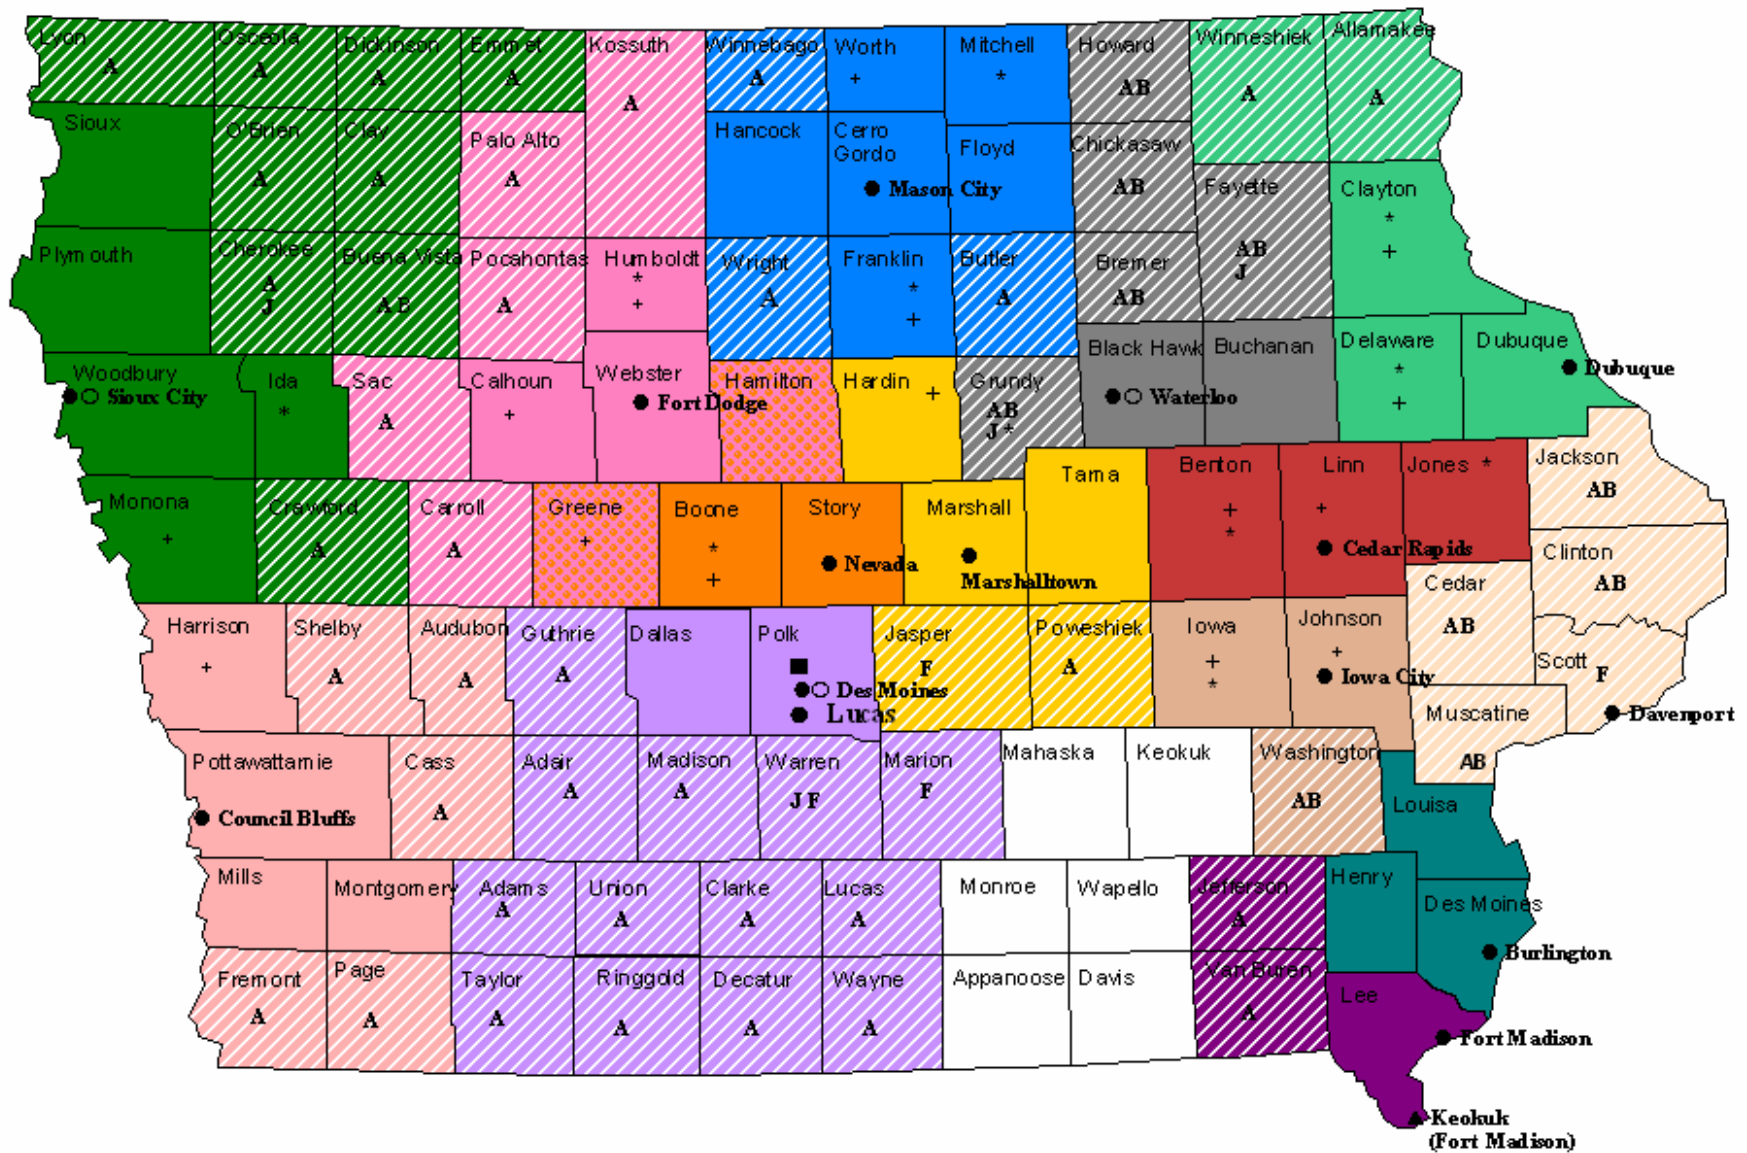 Lyon
A
Osceola
A
Dickinson
A
Emmet
A
Kossuth
A
Winnebago
A
Worth
+
Mitchell
*
Howard
AB
Winneshiek
A
Allamakee
A
Sioux
O'Brien
A
Clay
A
Palo Alto
A
Hancock
Cerro
Gordo
Mason City
Floyd
Chickasaw
AB
Fayette
AB
J
Clayton
*
+
Plymouth
Cherokee
A
J
Buena Vista
AB
Pocahontas
A
Humboldt
*
+
Wright
A
Franklin
*
+
Butler
A
Bremer
AB
Woodbury
Sioux City
Ida
*
Sac
A
Calhoun
+
Webster
Fort Dodge
Hamilton
Hardin +
Grundy
AB
J*
Black Hawk
Waterloo
Buchanan
Delaware
*
+
Dubuque
Dubuque
Monona
+
Crawford
A
Carroll
A
Greene
+
Boone
*
+
Story
Nevada
Marshall
Marshalltown
Tama
Benton
+
*
Linn
+
Cedar Rapids
Jones *
Jackson
AB
Clinton
AB
Harrison
+
Shelby
A
Audubon
A
Guthrie
A
Dallas
Polk
Des Moines
Lucas
Jasper
F
Poweshiek
A
Iowa
+
*
Johnson
+
Iowa City
Cedar
AB
Scott
F
Davenport
Muscatine
AB
Pottawattamie
Council Bluffs
Cass
A
Adair
A
Madison
A
Warren
J F
Marion
F
Mahaska
Keokuk
Washington
AB
Louisa
Mills
Montgomery
Adams
A
Union
A
Clarke
A
Lucas
A
Monroe
Wapello
Jefferson
A
Henry
Des Moines
Burlington
Fremont
A
Page
A
Taylor
A
Ringgold
A
Decatur
A
Wayne
A
Appanoose
Davis
Van Buren
A
Lee
Fort Madison
Keokuk
(Fort Madison)